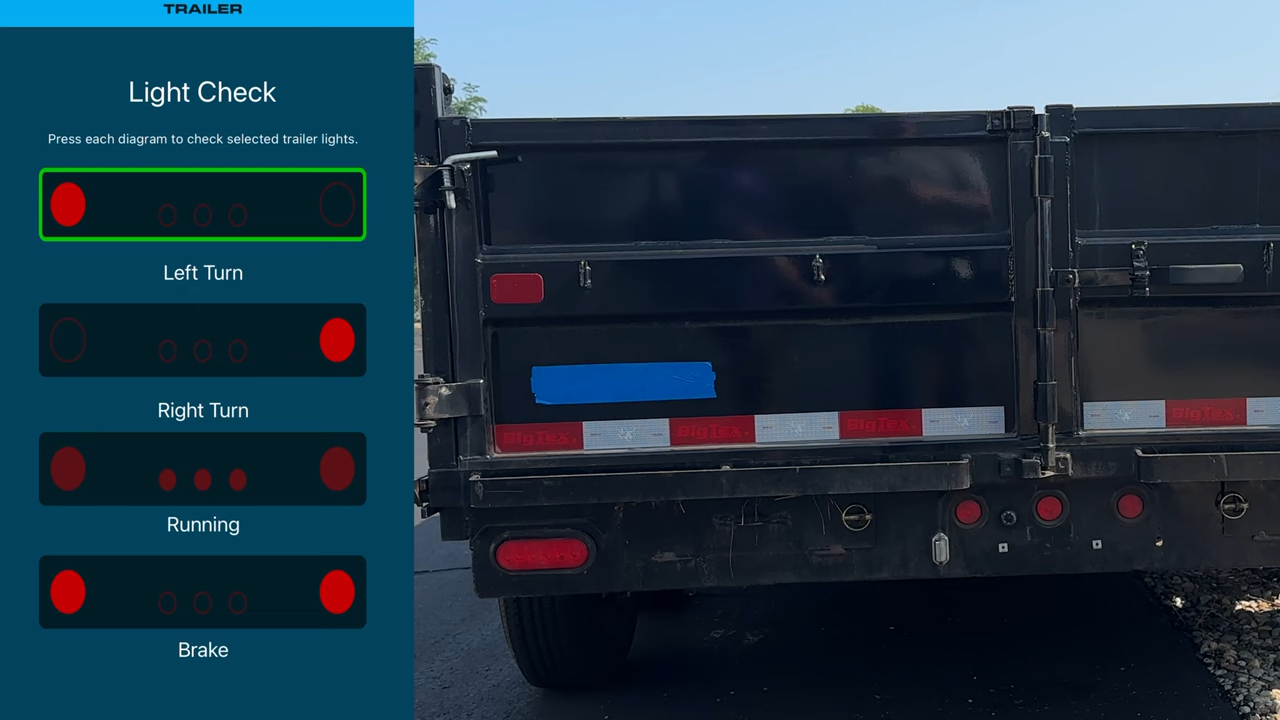 TRAILER
Light Check
Press each diagram to check selected trailer lights.
Left Turn
Right Turn
Running
Brake
BigTex BigTex BigTex
BigTex